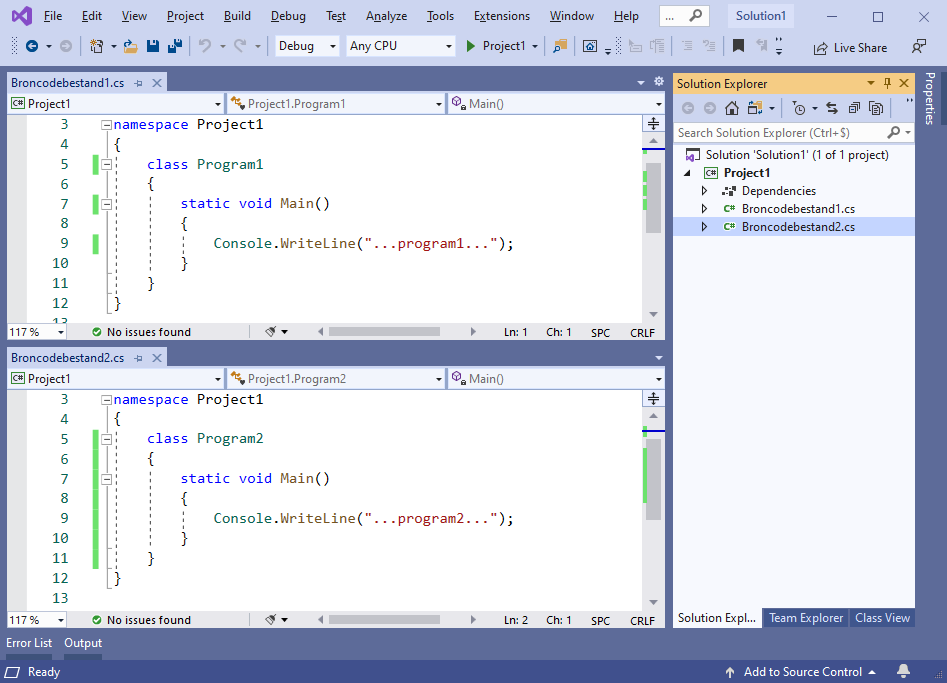 File Edit View Project Build Debug Test Analyze Tools Extensions Window Help ... Solution1
Debug Any CPU Project1 Live Share
Broncodebestand1.cs
Project1 Project1.Program1 Main()
3 namespace Project1
4 {
5 class Program1
6 {
7 static void Main()
8 {
9 Console.WriteLine("...program1...");
10 }
11 }
12 }
13
117 % No issues found Ln: 1 Ch: 1 SPC CRLF
Broncodebestand2.cs
Project1 Project1.Program2 Main()
3 namespace Project1
4 {
5 class Program2
6 {
7 static void Main()
8 {
9 Console.WriteLine("...program2...");
10 }
11 }
12 }
13
117 % No issues found Ln: 2 Ch: 1 SPC CRLF
Solution Explorer
Search Solution Explorer (Ctrl+$)
Solution 'Solution1' (1 of 1 project)
C# Project1
Dependencies
C# Broncodebestand1.cs
C# Broncodebestand2.cs
Solution Expl... Team Explorer Class View
Properties
Error List Output
Ready Add to Source Control